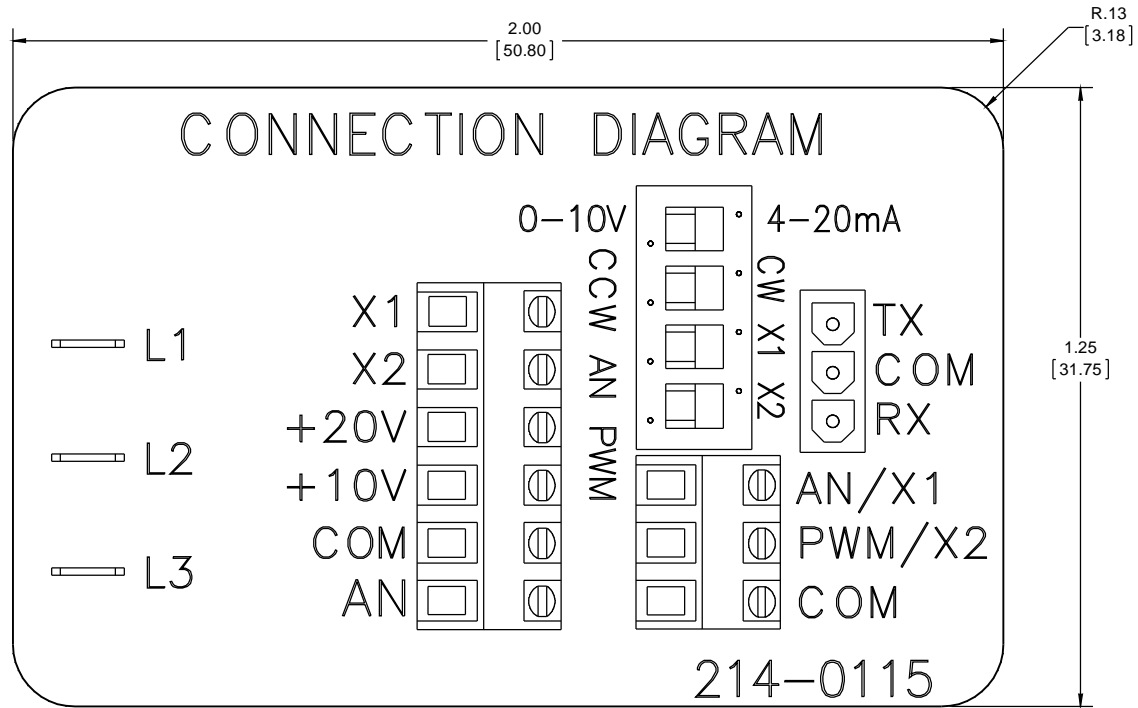 2.00
[50.80]
R.13
[3.18]
CONNECTION DIAGRAM
0-10V
4-20mA
CCW AN PWM
CW X1 X2
X1
X2
+20V
+10V
COM
AN
L1
L2
L3
TX
COM
RX
AN/X1
PWM/X2
COM
1.25
[31.75]
214-0115